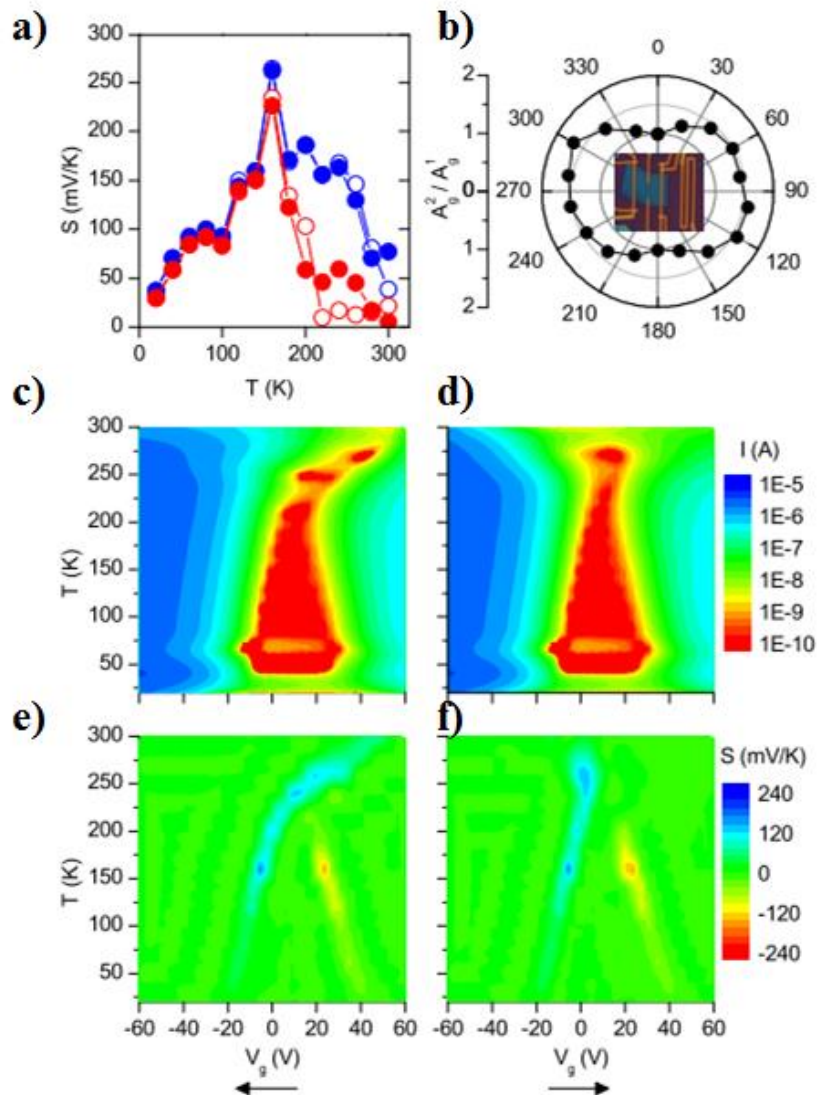 a)
300
250
200
150
100
50
0
S (mV/K)
0
100
200
300
T (K)
b)
2
1
0
1
2
A²g / A¹g
0
30
60
90
120
150
180
210
240
270
300
330
c)
300
250
200
150
100
50
T (K)
d)
I (A)
1E-5
1E-6
1E-7
1E-8
1E-9
1E-10
e)
300
250
200
150
100
50
T (K)
-60 -40 -20 0 20 40 60
Vg (V)
f)
S (mV/K)
240
120
0
-120
-240
-60 -40 -20 0 20 40 60
Vg (V)